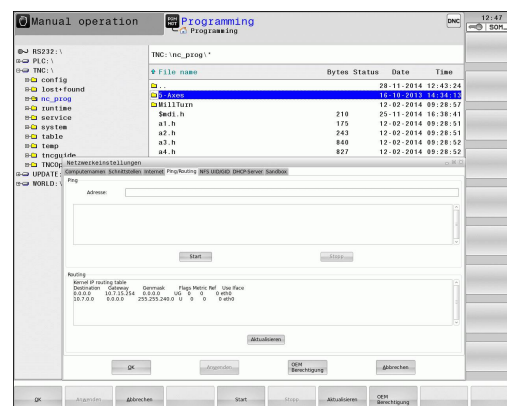 Manual operation
PGM MGT
Programming
Programming
DNC
12:47
SOM_
RS232:\
PLC:\
TNC:\
config
lost+found
nc_prog
runtime
service
system
table
temp
tncguide
UPDATE:
WORLD:\
TNC:\nc_prog\*
File name Bytes Status Date Time
.. 28-11-2014 12:43:24
5-Axes 16-10-2013 14:34:13
MillTurn 12-02-2014 09:28:57
$mdi.h 210 25-11-2014 16:38:41
a1.h 175 12-02-2014 09:28:51
a2.h 243 12-02-2014 09:28:51
a3.h 840 12-02-2014 09:28:52
a4.h 827 12-02-2014 09:28:52
Netzwerkeinstellungen
Computernamen Schnittstellen Internet Ping/Routing NFS UID/GID DHCP-Server Sandbox
Ping
Adresse:
Start Stopp
Routing
Kernel IP routing table
Destination Gateway Genmask Flags Metric Ref Use Iface
0.0.0.0 10.7.15.254 0.0.0.0 UG 0 0 0 eth0
10.7.0.0 0.0.0.0 255.255.240.0 U 0 0 0 eth0
Aktualisieren
OK Anwenden OEM Berechtigung Abbrechen
OK Anwenden Abbrechen Start Stopp Aktualisieren OEM Berechtigung